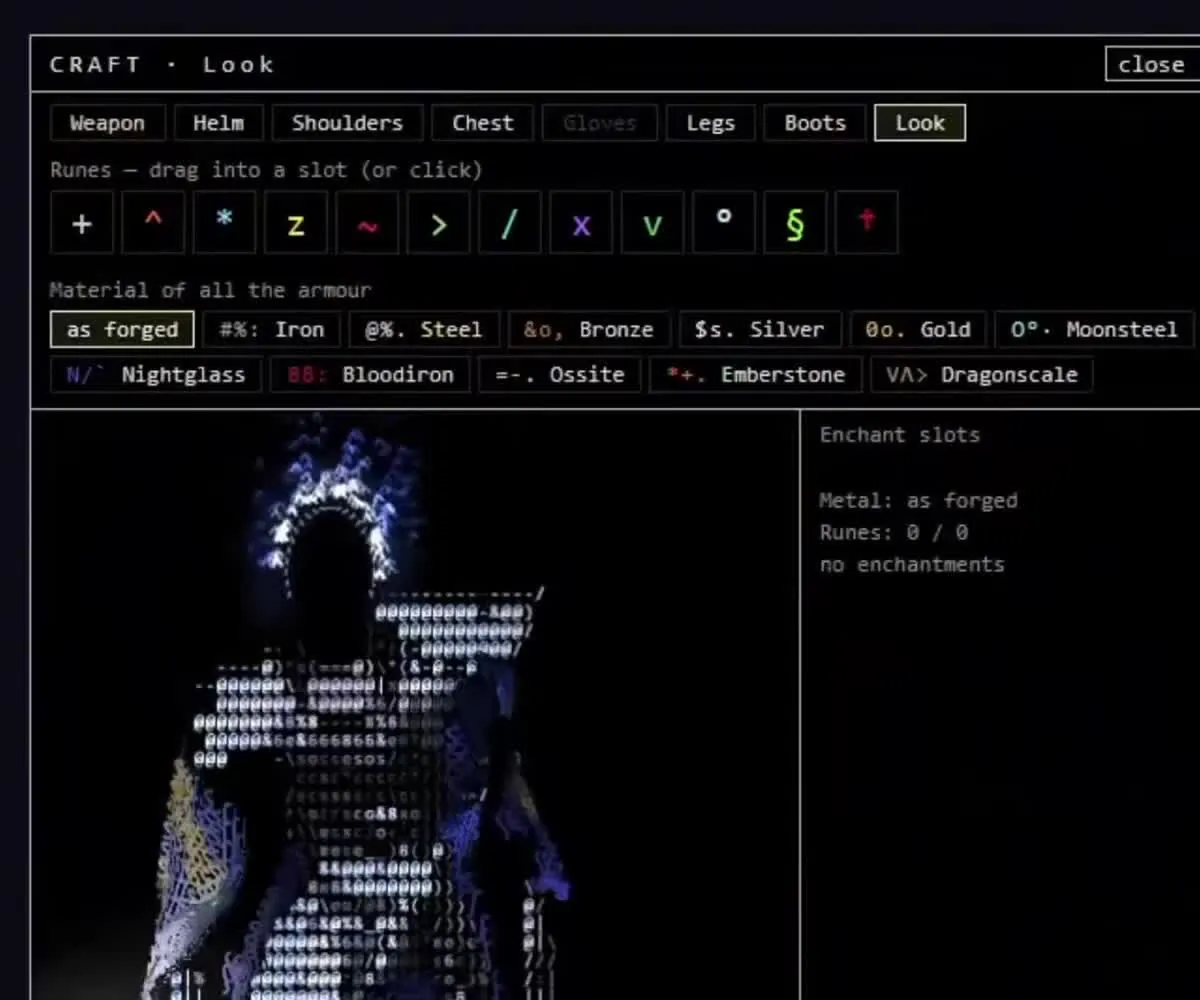 CRAFT · Look
close
Weapon Helm Shoulders Chest Gloves Legs Boots Look
Runes — drag into a slot (or click)
+ ^ * z ~ > / x v ° § †
Material of all the armour
as forged #%: Iron @%. Steel &o, Bronze $s. Silver 0o. Gold O°· Moonsteel
N/` Nightglass 88: Bloodiron =-. Ossite *+. Emberstone VΛ> Dragonscale
Enchant slots
Metal: as forged
Runes: 0 / 0
no enchantments